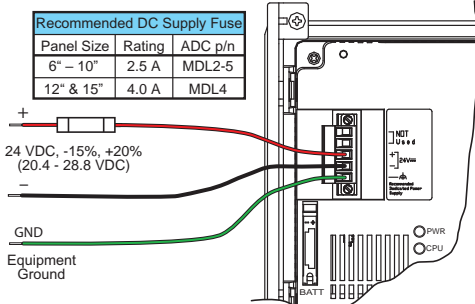 Recommended DC Supply Fuse
Panel Size Rating ADC p/n
6“ – 10” 2.5 A MDL2-5
12“ & 15” 4.0 A MDL4
+
24 VDC, -15%, +20%
(20.4 - 28.8 VDC)
–
GND
Equipment
Ground
NOT
Used
+
24V
–
Recommended
Dedicated Power
Supply
PWR
CPU
– +
BATT